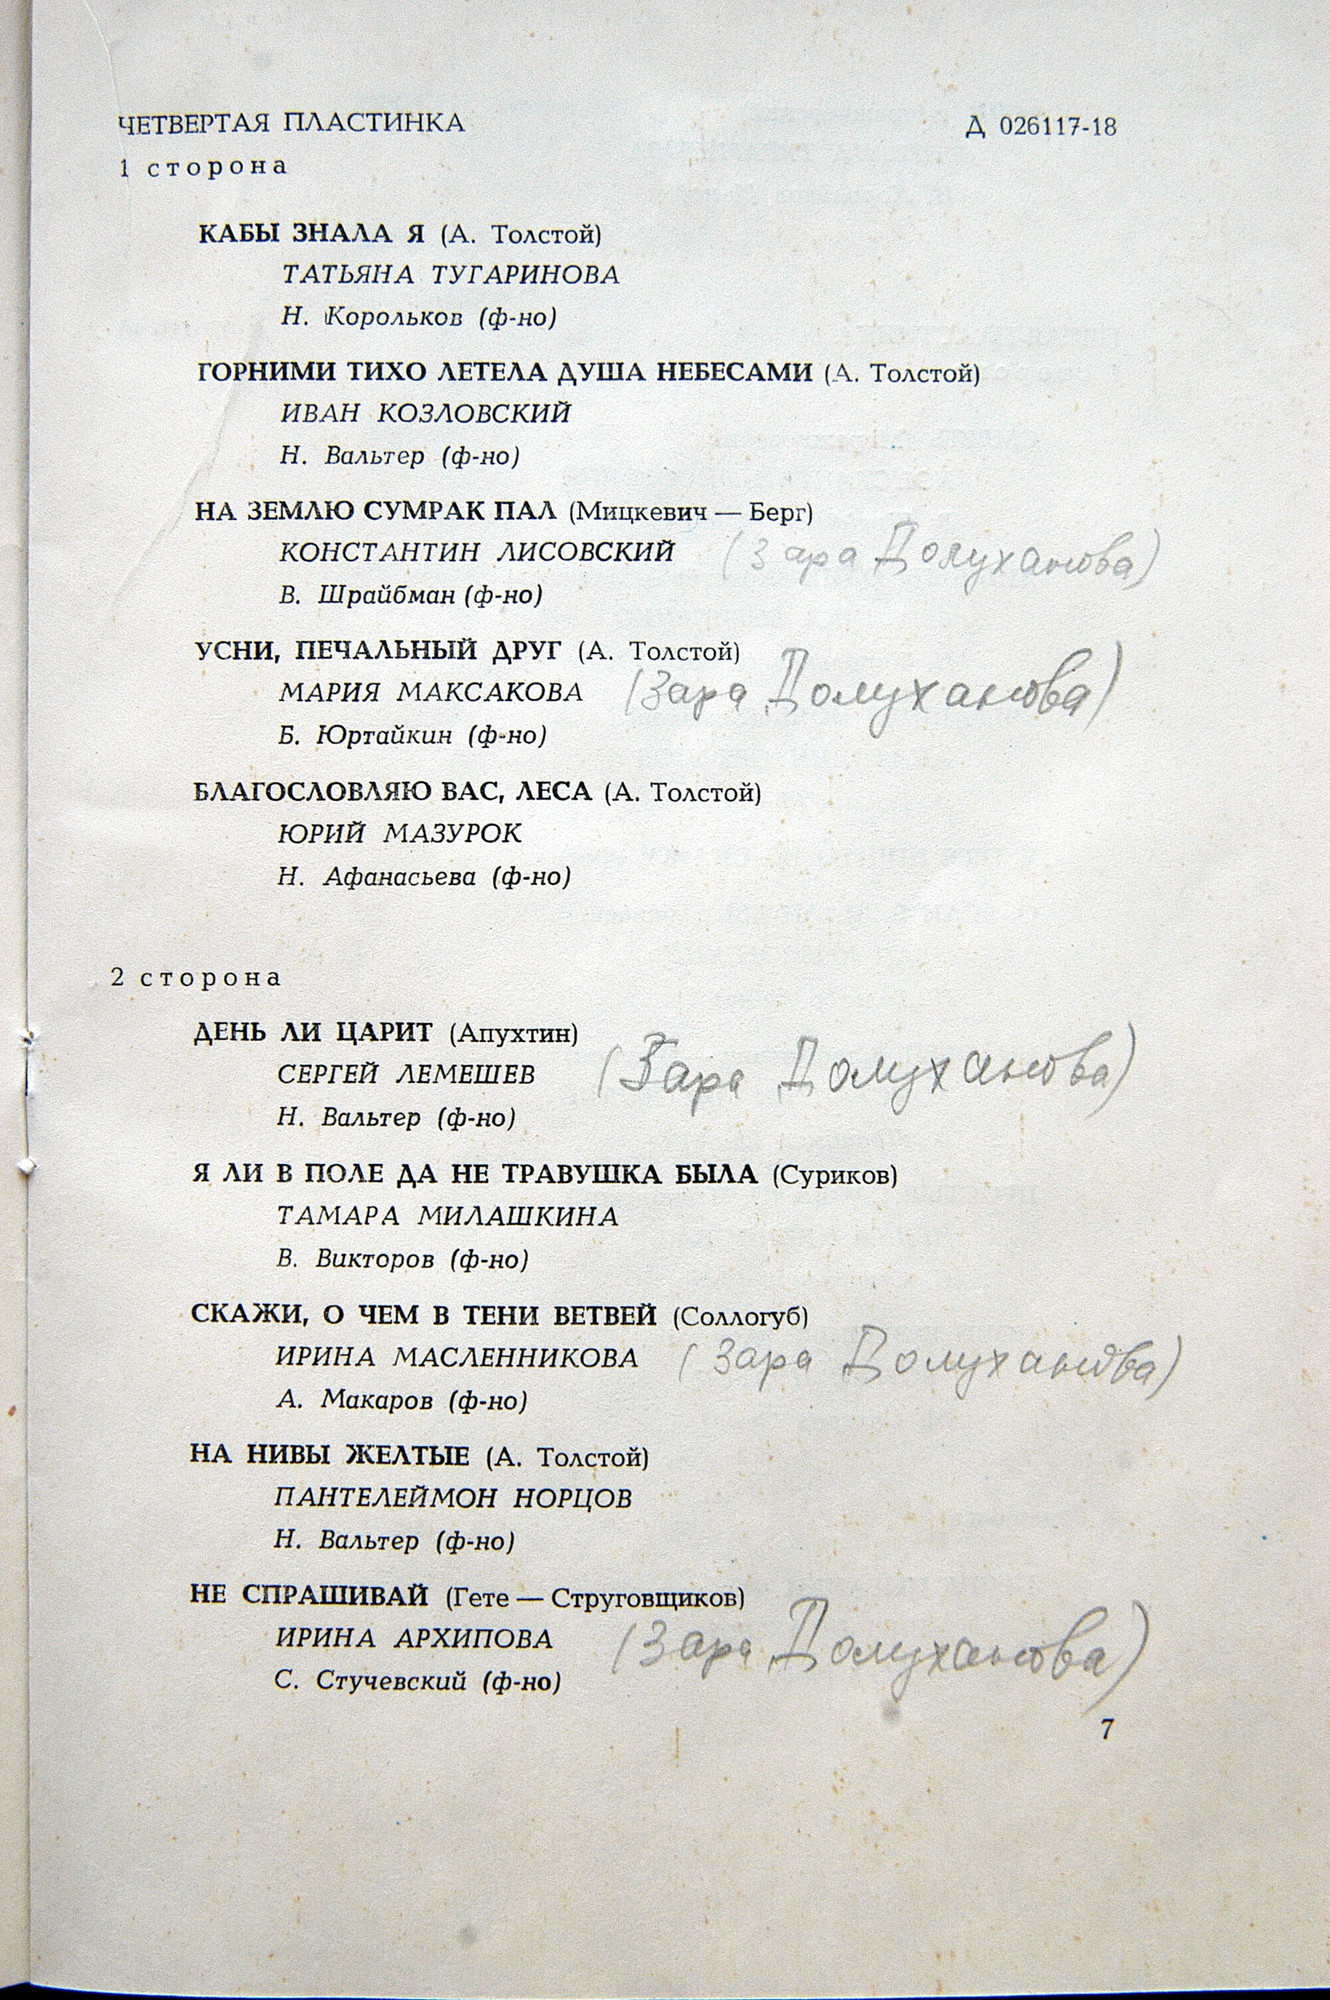 ЧЕТВЕРТАЯ ПЛАСТИНКА Д 026117-18
1 сторона
КАБЫ ЗНАЛА Я (А. Толстой)
ТАТЬЯНА ТУГАРИНОВА
Н. Корольков (ф-но)
ГОРНИМИ ТИХО ЛЕТЕЛА ДУША НЕБЕСАМИ (А. Толстой)
ИВАН КОЗЛОВСКИЙ
Н. Вальтер (ф-но)
НА ЗЕМЛЮ СУМРАК ПАЛ (Мицкевич — Берг)
КОНСТАНТИН ЛИСОВСКИЙ (Зара Долуханова)
В. Шрайбман (ф-но)
УСНИ, ПЕЧАЛЬНЫЙ ДРУГ (А. Толстой)
МАРИЯ МАКСАКОВА (Зара Долуханова)
Б. Юртайкин (ф-но)
БЛАГОСЛОВЛЯЮ ВАС, ЛЕСА (А. Толстой)
ЮРИЙ МАЗУРОК
Н. Афанасьева (ф-но)
2 сторона
ДЕНЬ ЛИ ЦАРИТ (Апухтин)
СЕРГЕЙ ЛЕМЕШЕВ (Зара Долуханова)
Н. Вальтер (ф-но)
Я ЛИ В ПОЛЕ ДА НЕ ТРАВУШКА БЫЛА (Суриков)
ТАМАРА МИЛАШКИНА
В. Викторов (ф-но)
СКАЖИ, О ЧЕМ В ТЕНИ ВЕТВЕЙ (Соллогуб)
ИРИНА МАСЛЕННИКОВА (Зара Долуханова)
А. Макаров (ф-но)
НА НИВЫ ЖЕЛТЫЕ (А. Толстой)
ПАНТЕЛЕЙМОН НОРЦОВ
Н. Вальтер (ф-но)
НЕ СПРАШИВАЙ (Гете — Струговщиков)
ИРИНА АРХИПОВА (Зара Долуханова)
С. Стучевский (ф-но)
7